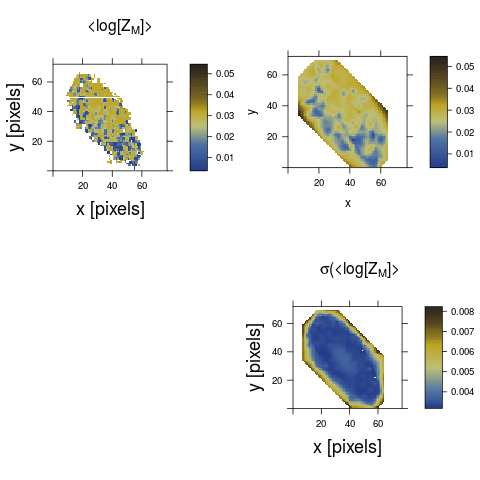 <log[Z_M]>
60
40
20
20 40 60
y [pixels]
x [pixels]
0.05
0.04
0.03
0.02
0.01
60
40
20
0
20 40 60
y
x
0.05
0.04
0.03
0.02
0.01
σ(<log[Z_M]>
60
40
20
20 40 60
y [pixels]
x [pixels]
0.008
0.007
0.006
0.005
0.004